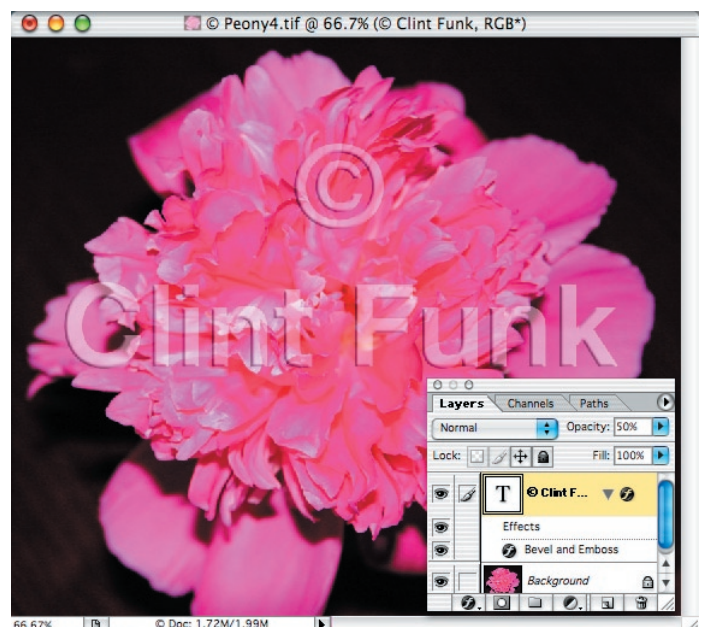 © Peony4.tif @ 66.7% (© Clint Funk, RGB*)
©
Clint Funk
Layers Channels Paths
Normal Opacity: 50%
Lock: Fill: 100%
T © Clint F...
Effects
Bevel and Emboss
Background
66.67% © Doc: 1.72M/1.99M